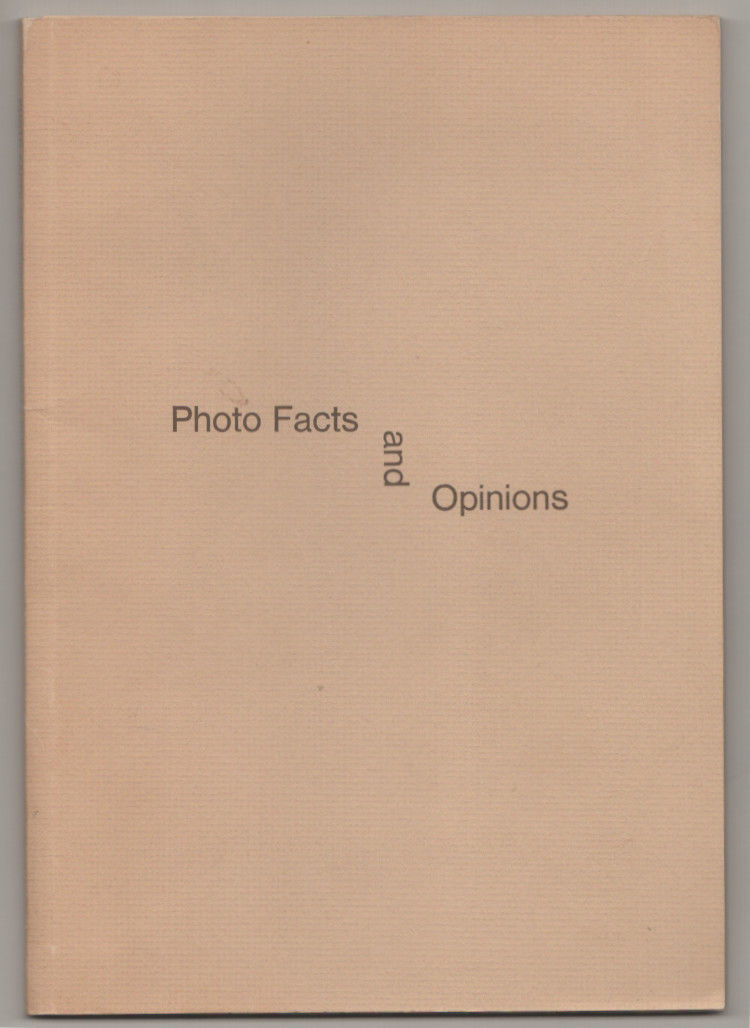 Photo Facts
and
Opinions